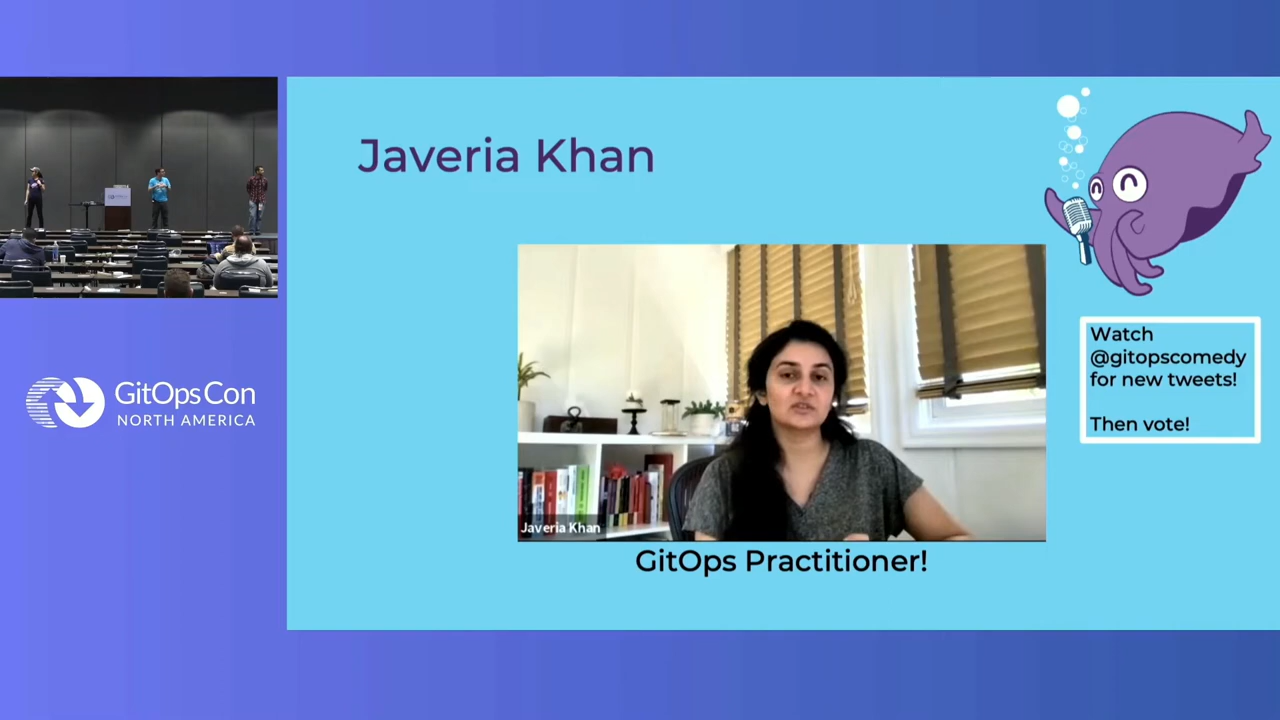 Javeria Khan
Watch
@gitopscomedy
for new tweets!
Then vote!
GitOps Con
NORTH AMERICA
Javeria Khan
GitOps Practitioner!